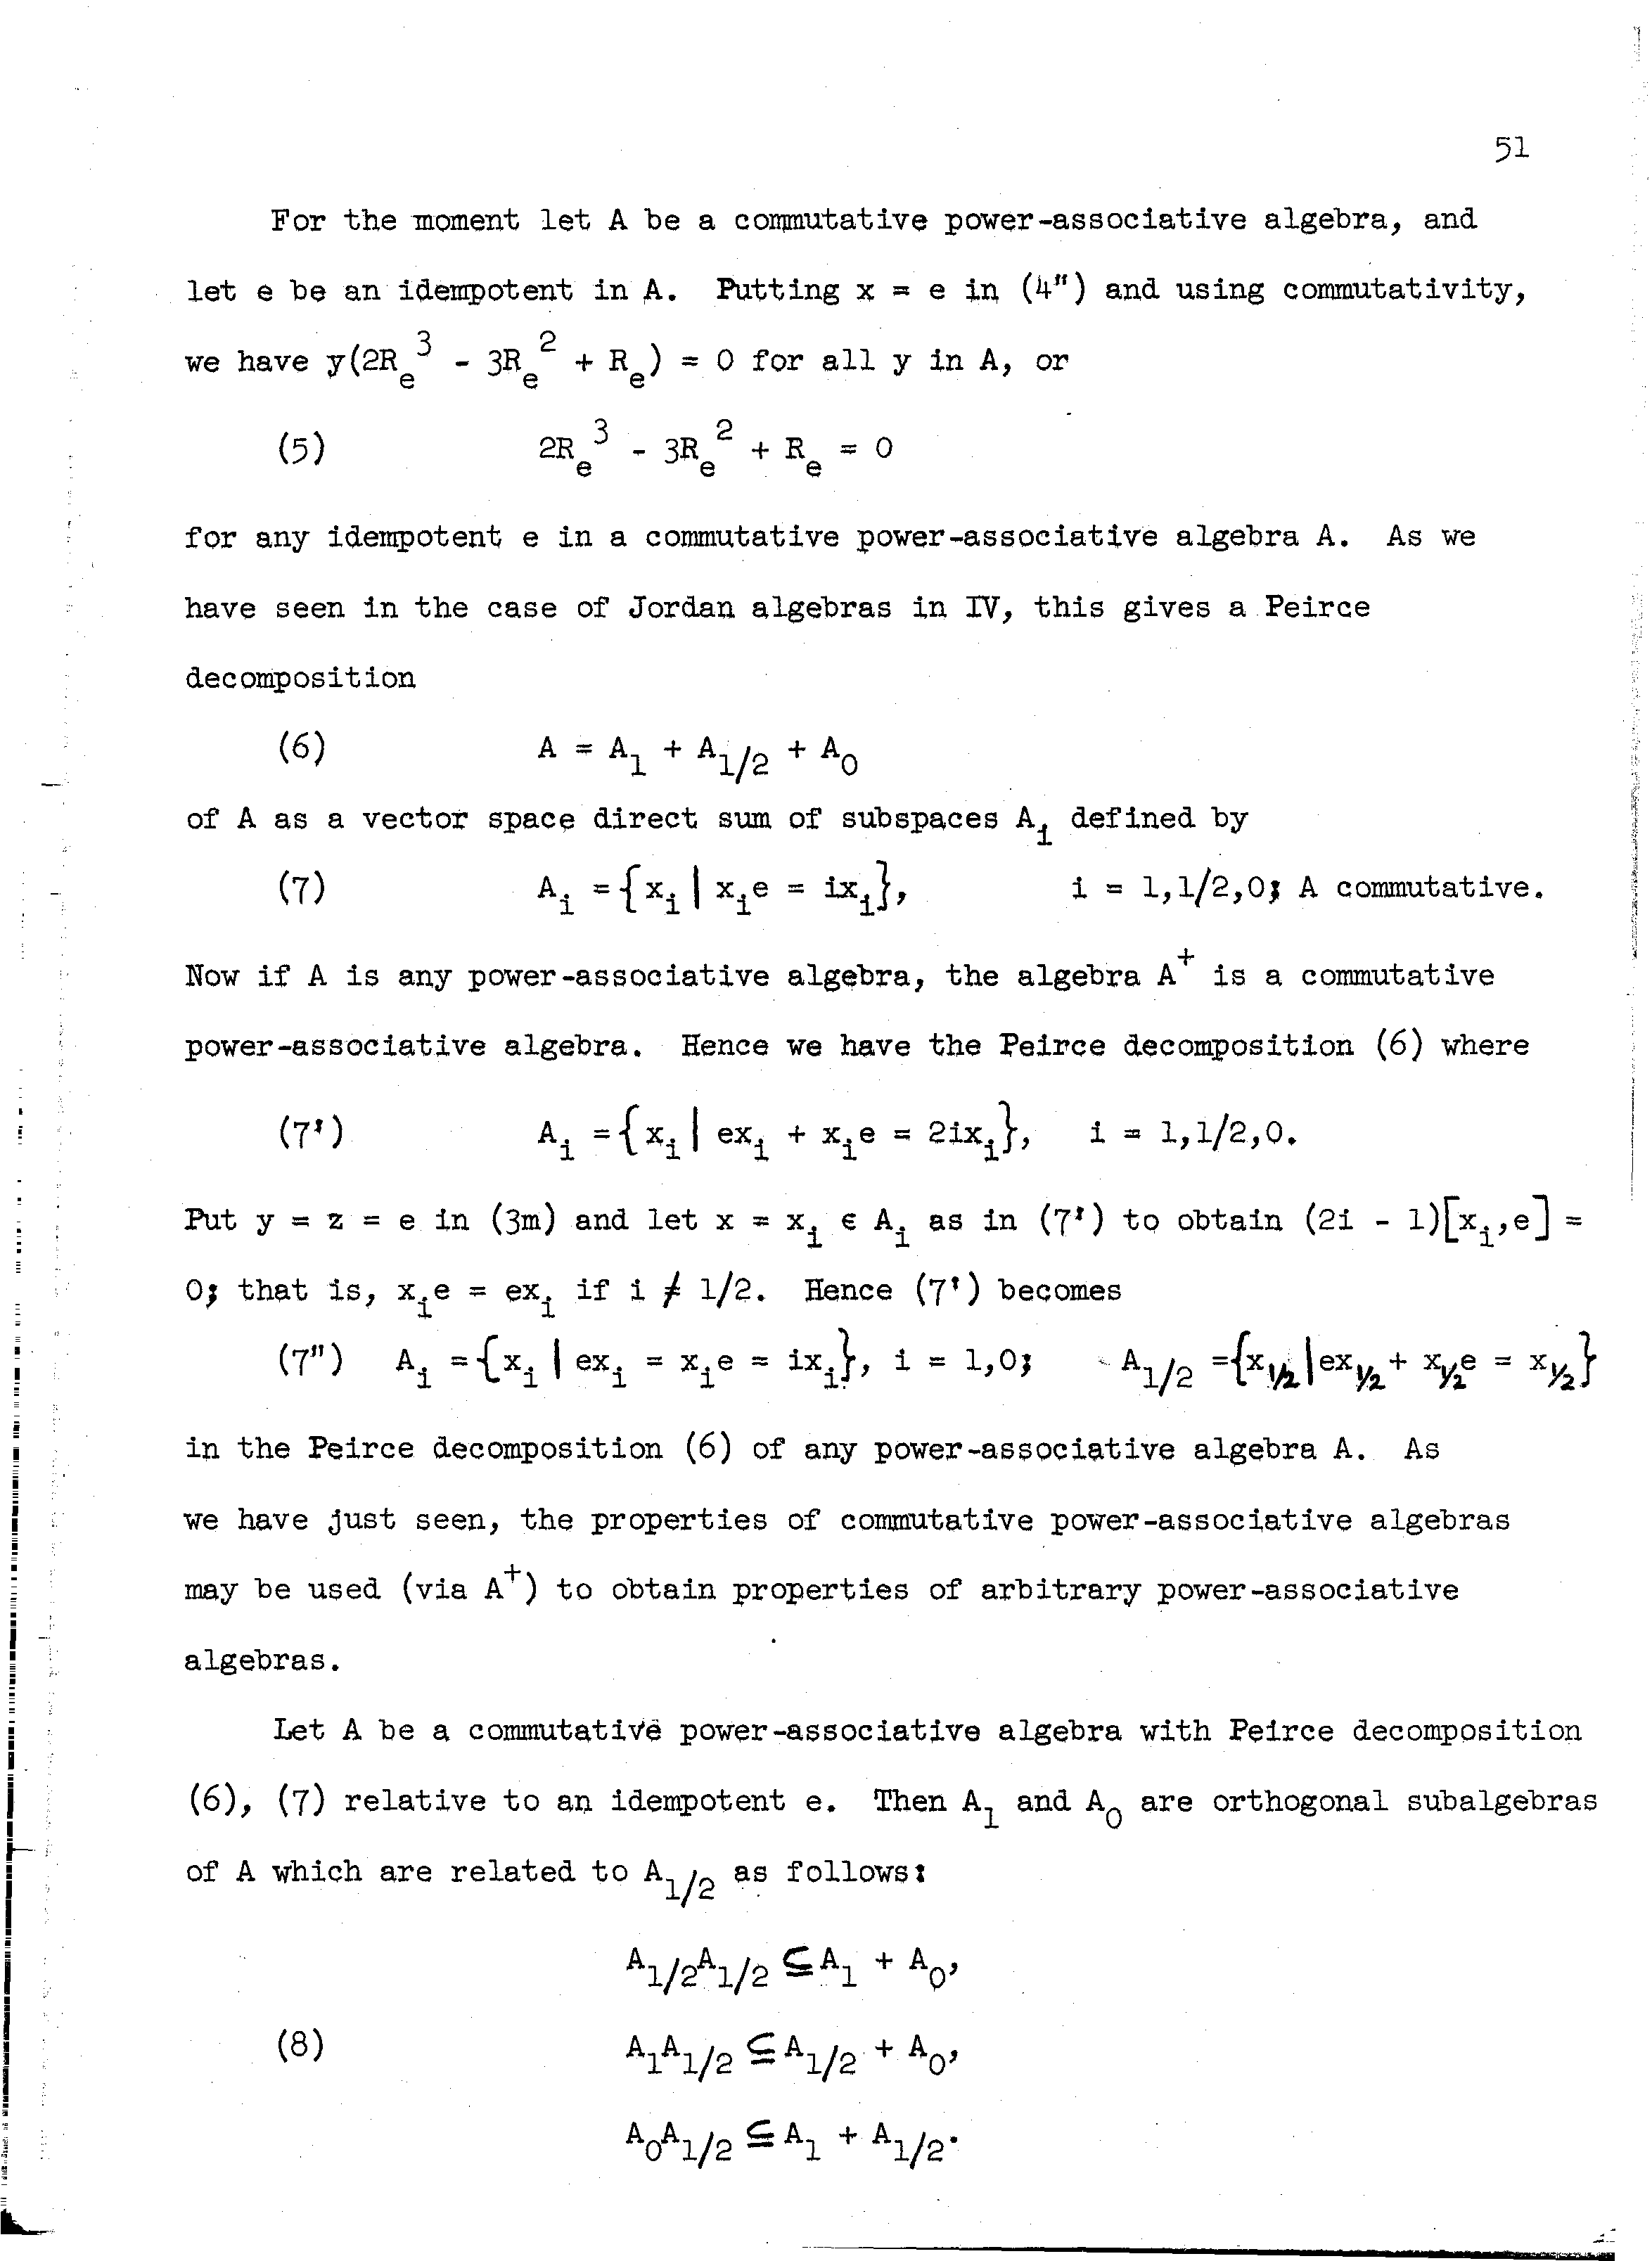 51
For the moment let A be a commutative power-associative algebra, and
let e be an idempotent in A. Putting x = e in (4") and using commutativity,
we have y(2R_e^3 - 3R_e^2 + R_e) = 0 for all y in A, or
(5) 2R_e^3 - 3R_e^2 + R_e = 0
for any idempotent e in a commutative power-associative algebra A. As we
have seen in the case of Jordan algebras in IV, this gives a Peirce
decomposition
(6) A = A_1 + A_{1/2} + A_0
of A as a vector space direct sum of subspaces A_i defined by
(7) A_i = {x_i | x_i e = ix_i}, i = 1,1/2,0; A commutative.
Now if A is any power-associative algebra, the algebra A^+ is a commutative
power-associative algebra. Hence we have the Peirce decomposition (6) where
(7') A_i = {x_i | ex_i + x_i e = 2ix_i}, i = 1,1/2,0.
Put y = z = e in (3m) and let x = x_i ∈ A_i as in (7') to obtain (2i - 1)[x_i,e] =
0; that is, x_i e = ex_i if i ≠ 1/2. Hence (7') becomes
(7") A_i = {x_i | ex_i = x_i e = ix_i}, i = 1,0; A_{1/2} = {x_{1/2} | ex_{1/2} + x_{1/2} e = x_{1/2}}
in the Peirce decomposition (6) of any power-associative algebra A. As
we have just seen, the properties of commutative power-associative algebras
may be used (via A^+) to obtain properties of arbitrary power-associative
algebras.
Let A be a commutative power-associative algebra with Peirce decomposition
(6), (7) relative to an idempotent e. Then A_1 and A_0 are orthogonal subalgebras
of A which are related to A_{1/2} as follows:
A_{1/2}A_{1/2} ⊆ A_1 + A_0,
(8) A_1A_{1/2} ⊆ A_{1/2} + A_0,
A_0A_{1/2} ⊆ A_1 + A_{1/2}.